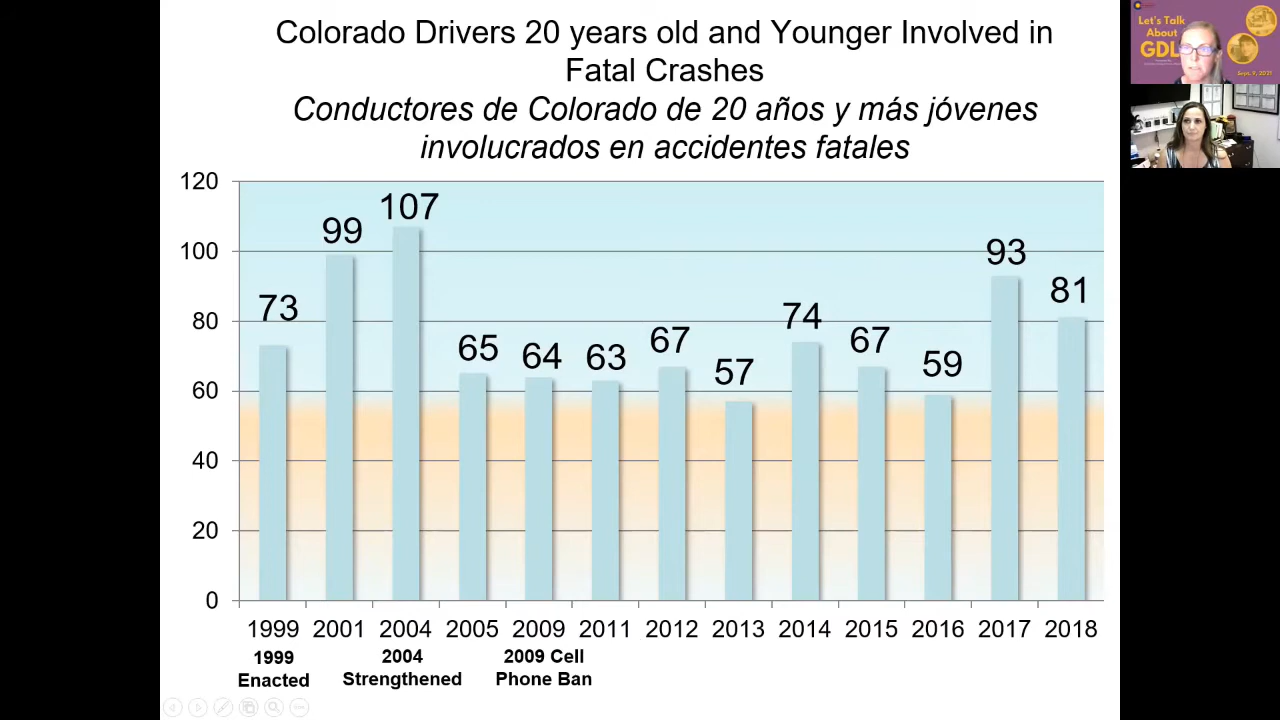 Colorado Drivers 20 years old and Younger Involved in
Fatal Crashes
Conductores de Colorado de 20 años y más jóvenes
involucrados en accidentes fatales
120
100
80
60
40
20
0
73
99
107
65
64
63
67
57
74
67
59
93
81
1999 2001 2004 2005 2009 2011 2012 2013 2014 2015 2016 2017 2018
1999
Enacted
2004
Strengthened
2009 Cell
Phone Ban
Let's Talk
About
GDL
Sept. 9, 2021